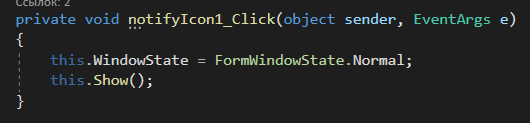 Ссылок: 2
private void notifyIcon1_Click(object sender, EventArgs e)
{
this.WindowState = FormWindowState.Normal;
this.Show();
}